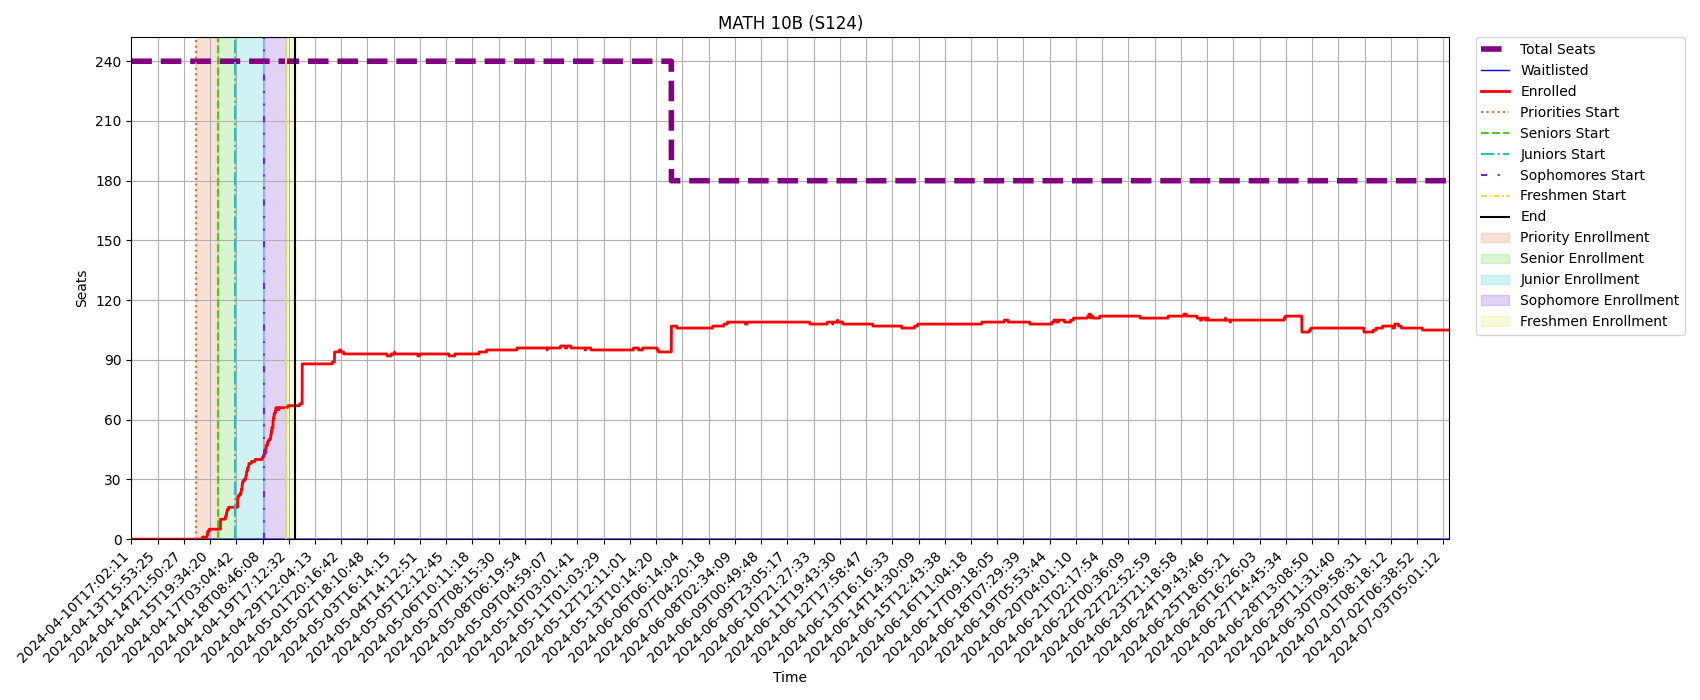 MATH 10B (S124)
Seats
240
210
180
150
120
90
60
30
0
2024-04-10T17:02:11
2024-04-13T15:53:25
2024-04-14T21:50:27
2024-04-15T19:34:20
2024-04-17T03:04:42
2024-04-18T08:46:08
2024-04-19T17:12:32
2024-04-29T12:04:13
2024-05-01T20:16:42
2024-05-02T18:10:48
2024-05-03T16:14:15
2024-05-04T14:12:51
2024-05-05T12:12:45
2024-05-06T10:11:18
2024-05-07T08:15:30
2024-05-08T06:19:54
2024-05-09T04:59:07
2024-05-10T03:01:41
2024-05-11T01:03:29
2024-05-12T12:11:01
2024-05-13T10:14:20
2024-06-06T06:14:04
2024-06-07T04:20:18
2024-06-08T02:34:09
2024-06-09T00:49:48
2024-06-09T23:05:17
2024-06-10T21:27:33
2024-06-11T19:43:30
2024-06-12T17:58:47
2024-06-13T16:16:33
2024-06-14T14:30:09
2024-06-15T12:43:38
2024-06-16T11:04:18
2024-06-17T09:18:05
2024-06-18T07:29:39
2024-06-19T05:53:44
2024-06-20T04:01:10
2024-06-21T02:17:54
2024-06-22T00:36:09
2024-06-22T22:52:59
2024-06-23T21:18:58
2024-06-24T19:43:46
2024-06-25T18:05:21
2024-06-26T16:26:03
2024-06-27T14:45:34
2024-06-28T13:08:50
2024-06-29T11:31:40
2024-06-30T09:58:31
2024-07-01T08:18:12
2024-07-02T06:38:52
2024-07-03T05:01:12
Time
Total Seats
Waitlisted
Enrolled
Priorities Start
Seniors Start
Juniors Start
Sophomores Start
Freshmen Start
End
Priority Enrollment
Senior Enrollment
Junior Enrollment
Sophomore Enrollment
Freshmen Enrollment